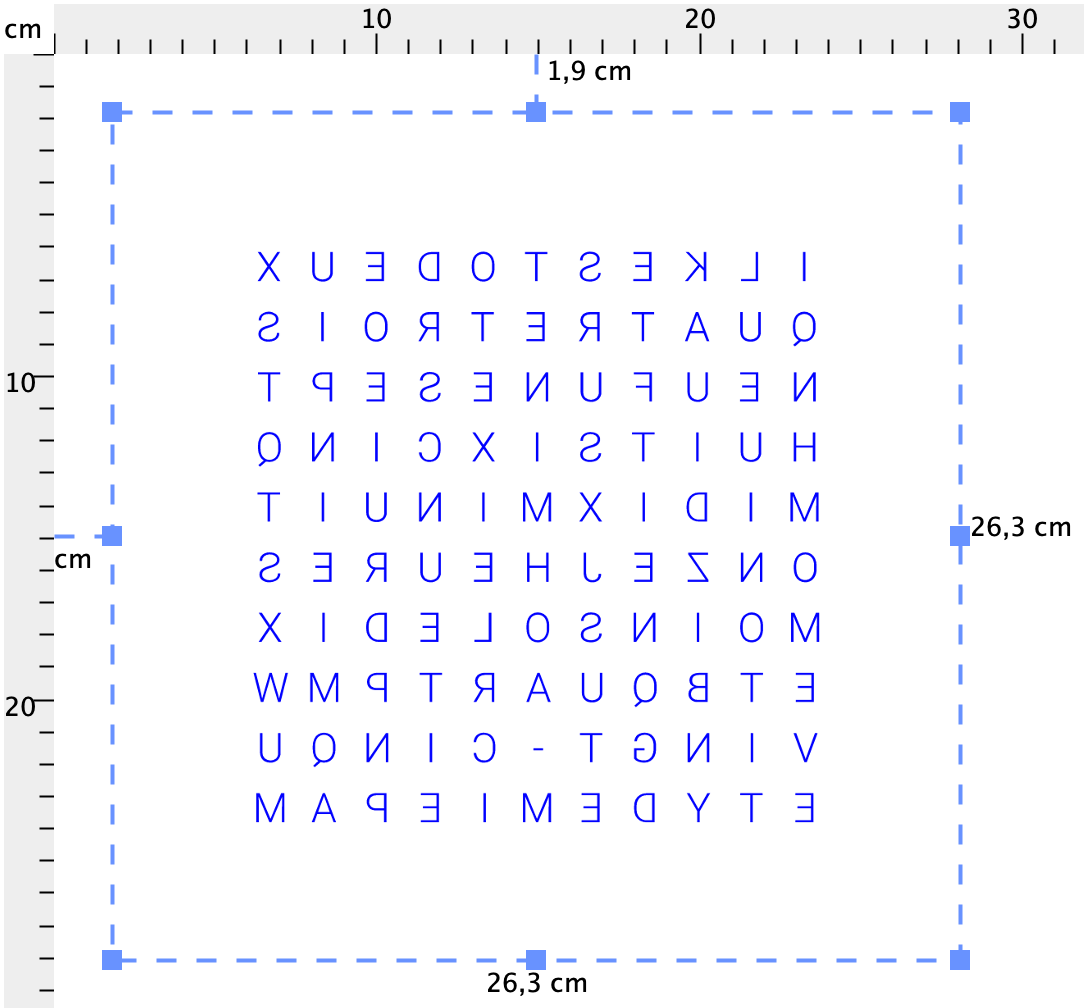 cm 10 20 30
1,9 cm
I L K E S T O D E U X
Q U A T R E T R O I S
10
N E U F U N E S E P T
H U I T S I X C I N Q
M I D I X M I N U I T
26,3 cm
cm
O N Z E J H E U R E S
M O I N S O L E D I X
E T B Q U A R T P M W
20
V I N G T - C I N Q U
E T Y D E M I E P A M
26,3 cm